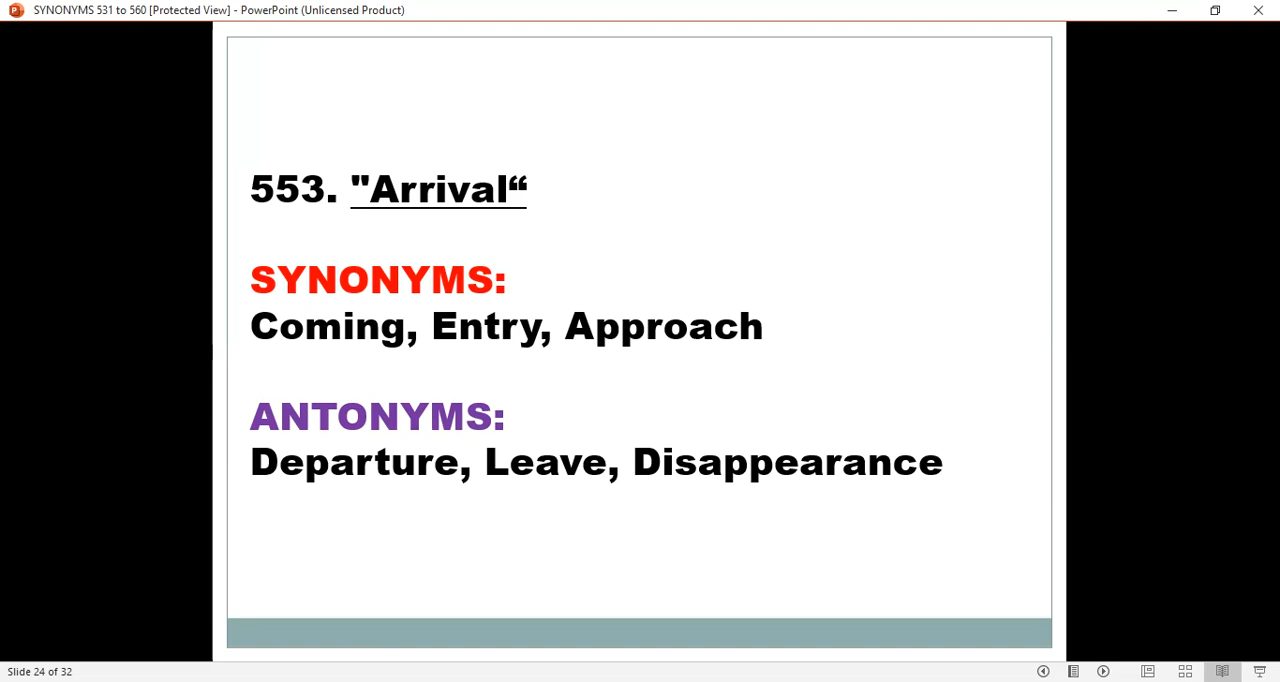 SYNONYMS 531 to 560 [Protected View] - PowerPoint (Unlicensed Product)
553. "Arrival“
SYNONYMS:
Coming, Entry, Approach
ANTONYMS:
Departure, Leave, Disappearance
Slide 24 of 32